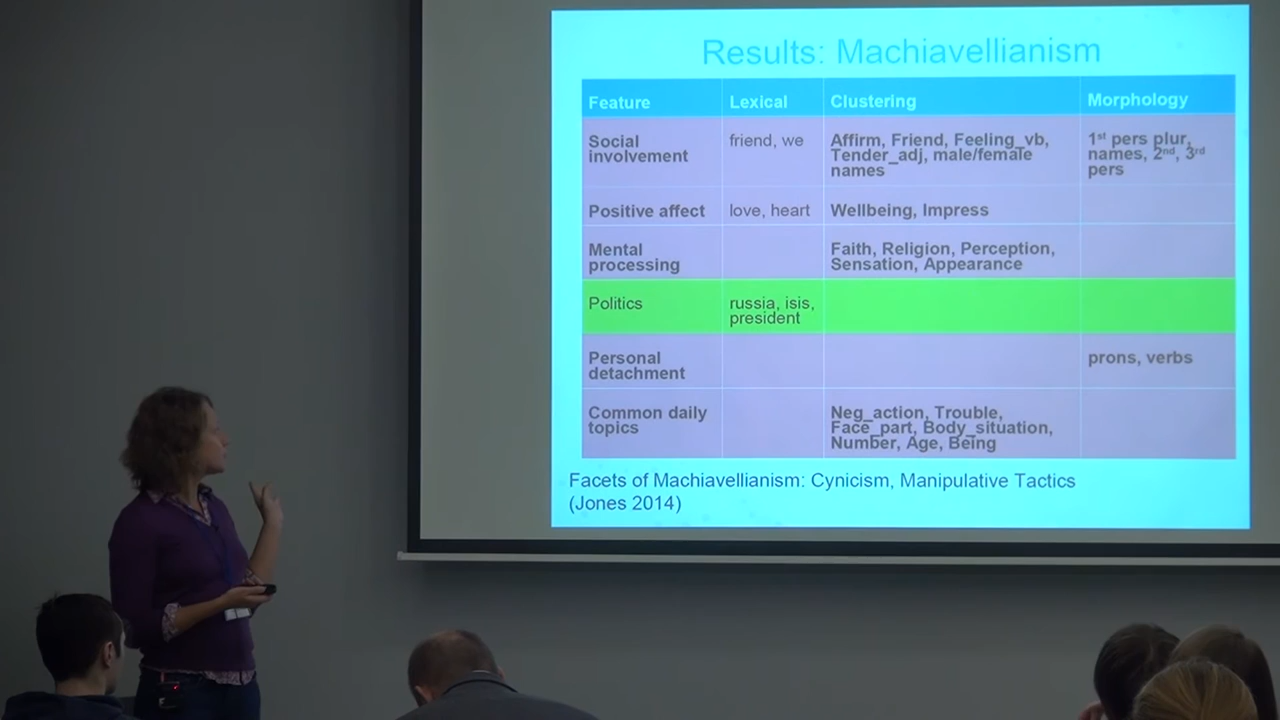 Results: Machiavellianism
Feature Lexical Clustering Morphology
Social involvement
friend, we
Affirm, Friend, Feeling_vb,
Tender_adj, male/female
names
1st pers plur,
names, 2nd, 3rd
pers
Positive affect
love, heart
Wellbeing, Impress
Mental
processing
Faith, Religion, Perception,
Sensation, Appearance
Politics
russia, isis,
president
Personal
detachment
prons, verbs
Common daily
topics
Neg_action, Trouble,
Face_part, Body_situation,
Number, Age, Being
Facets of Machiavellianism: Cynicism, Manipulative Tactics
(Jones 2014)